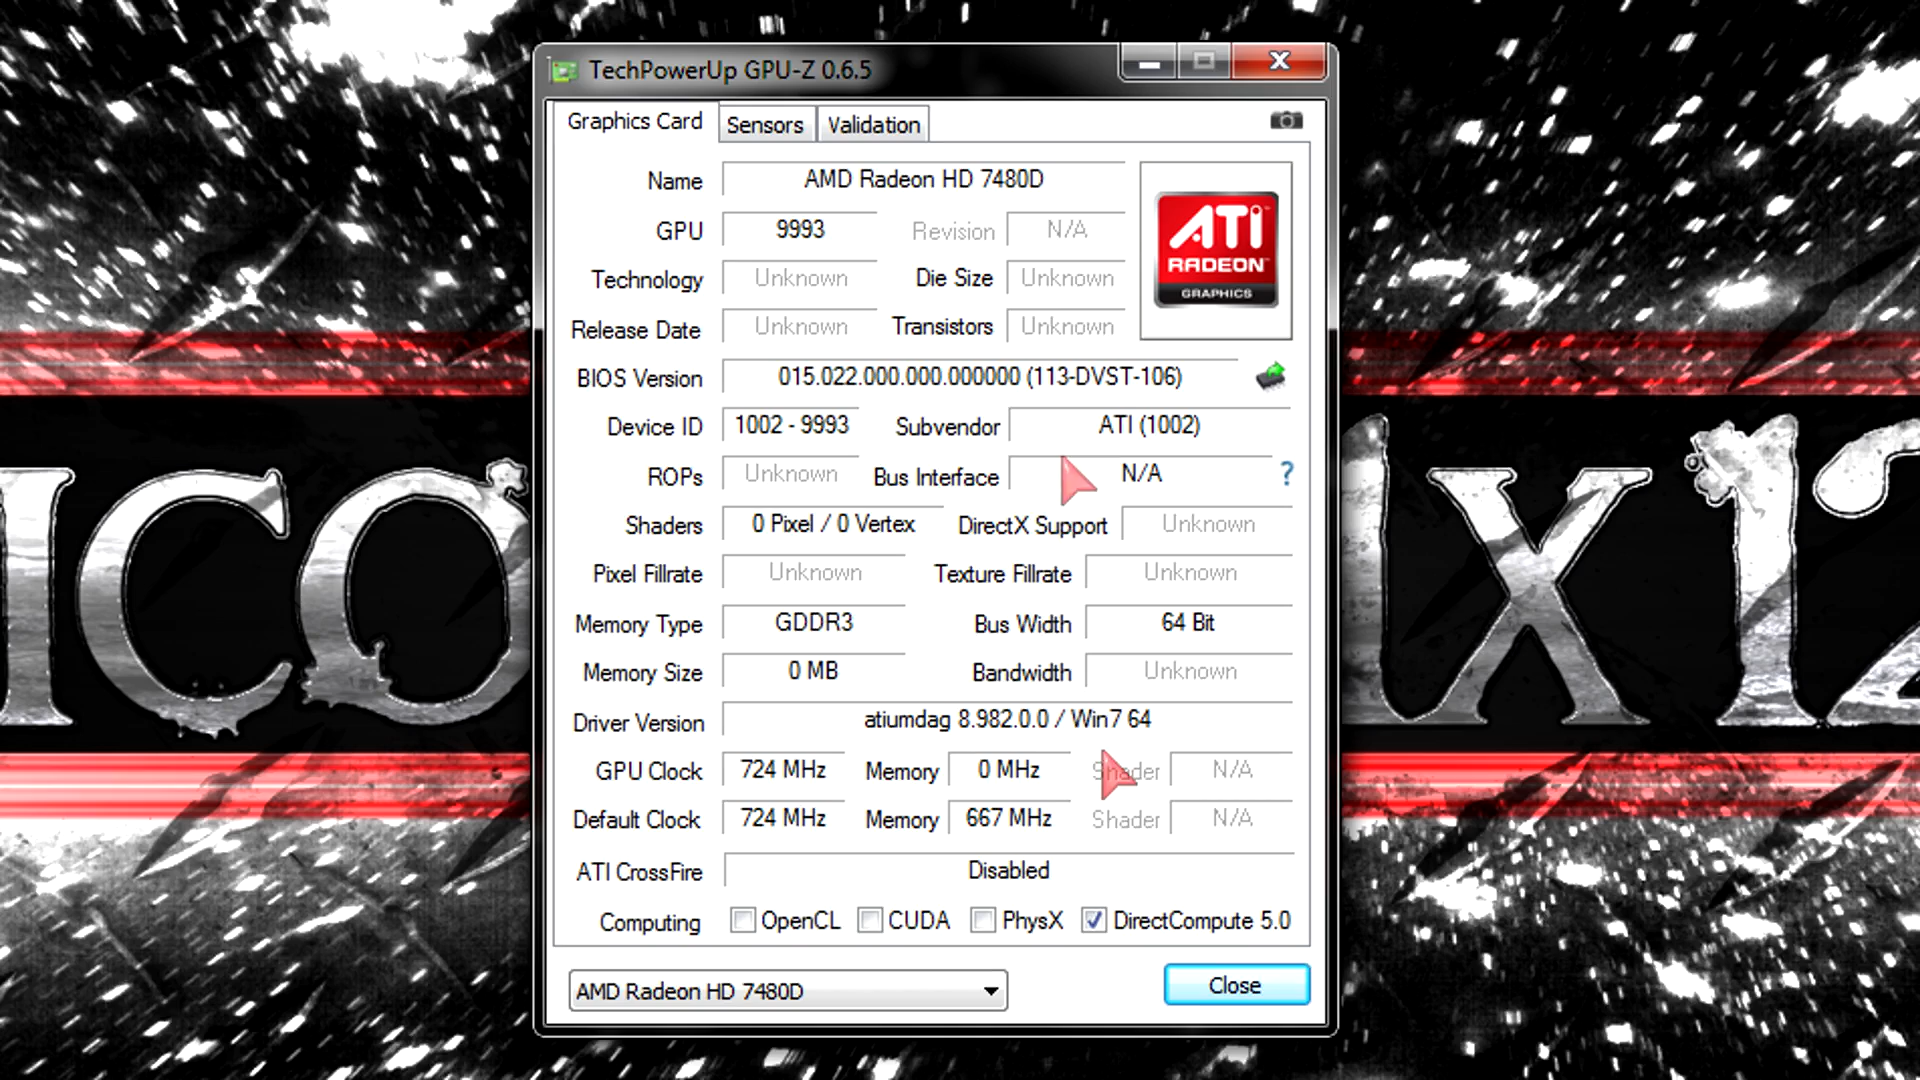 TechPowerUp GPU-Z 0.6.5
Graphics Card Sensors Validation
Name AMD Radeon HD 7480D
ATI RADEON GRAPHICS
GPU 9993 Revision N/A
Technology Unknown Die Size Unknown
Release Date Unknown Transistors Unknown
BIOS Version 015.022.000.000.000000 (113-DVST-106)
Device ID 1002 - 9993 Subvendor ATI (1002)
ROPs Unknown Bus Interface N/A ?
Shaders 0 Pixel / 0 Vertex DirectX Support Unknown
Pixel Fillrate Unknown Texture Fillrate Unknown
Memory Type GDDR3 Bus Width 64 Bit
Memory Size 0 MB Bandwidth Unknown
Driver Version atiumdag 8.982.0.0 / Win7 64
GPU Clock 724 MHz Memory 0 MHz Shader N/A
Default Clock 724 MHz Memory 667 MHz Shader N/A
ATI CrossFire Disabled
Computing OpenCL CUDA PhysX DirectCompute 5.0
AMD Radeon HD 7480D Close